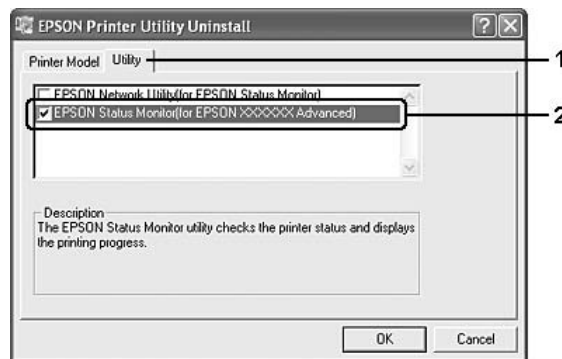 EPSON Printer Utility Uninstall
Printer Model Utility 1
EPSON Network Utility(for EPSON Status Monitor)
EPSON Status Monitor(for EPSON XXXXXX Advanced) 2
Description
The EPSON Status Monitor utility checks the printer status and displays
the printing progress.
OK Cancel